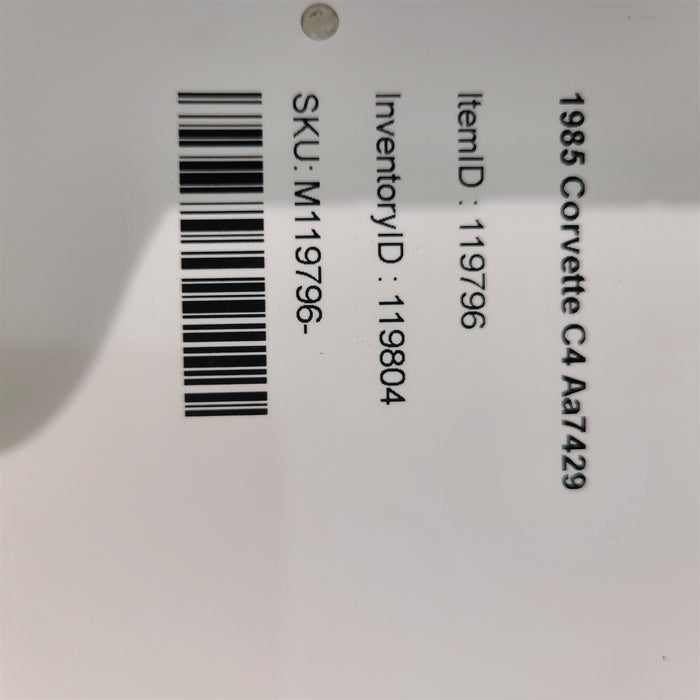 1985 Corvette C4 Aa7429
ItemID : 119796
InventoryID : 119804
SKU: M119796-